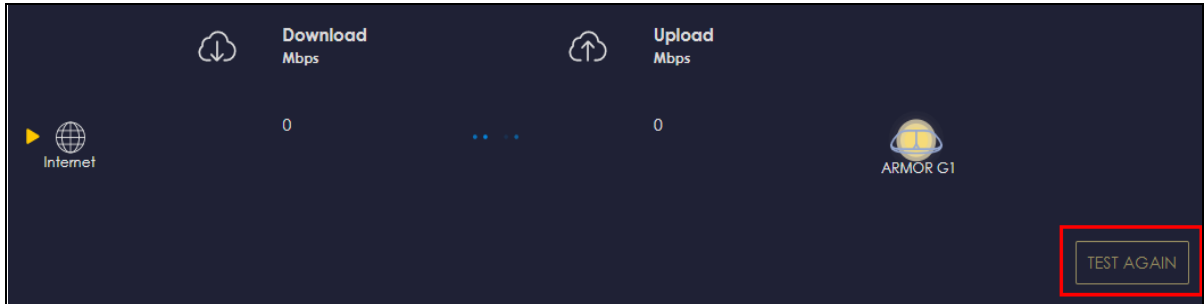 Download
Mbps
Upload
Mbps
0
0
Internet
ARMOR G1
TEST AGAIN